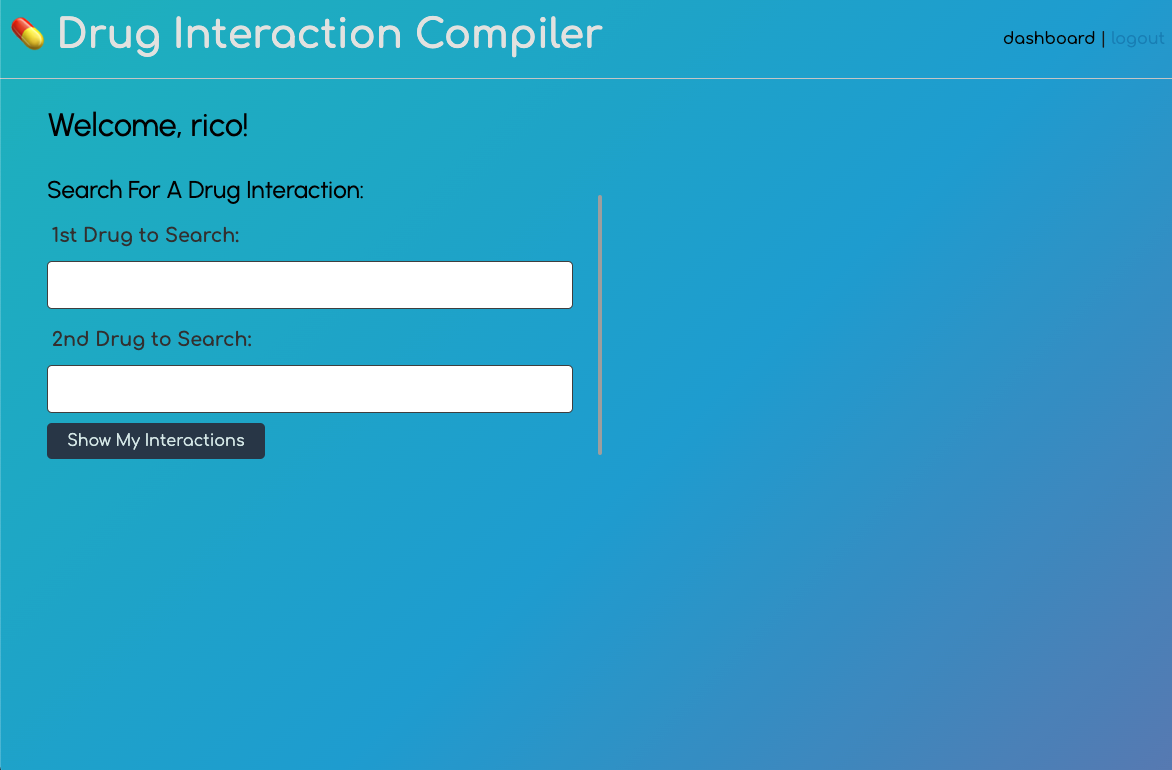 Drug Interaction Compiler
dashboard | logout
Welcome, rico!
Search For A Drug Interaction:
1st Drug to Search:
2nd Drug to Search:
Show My Interactions